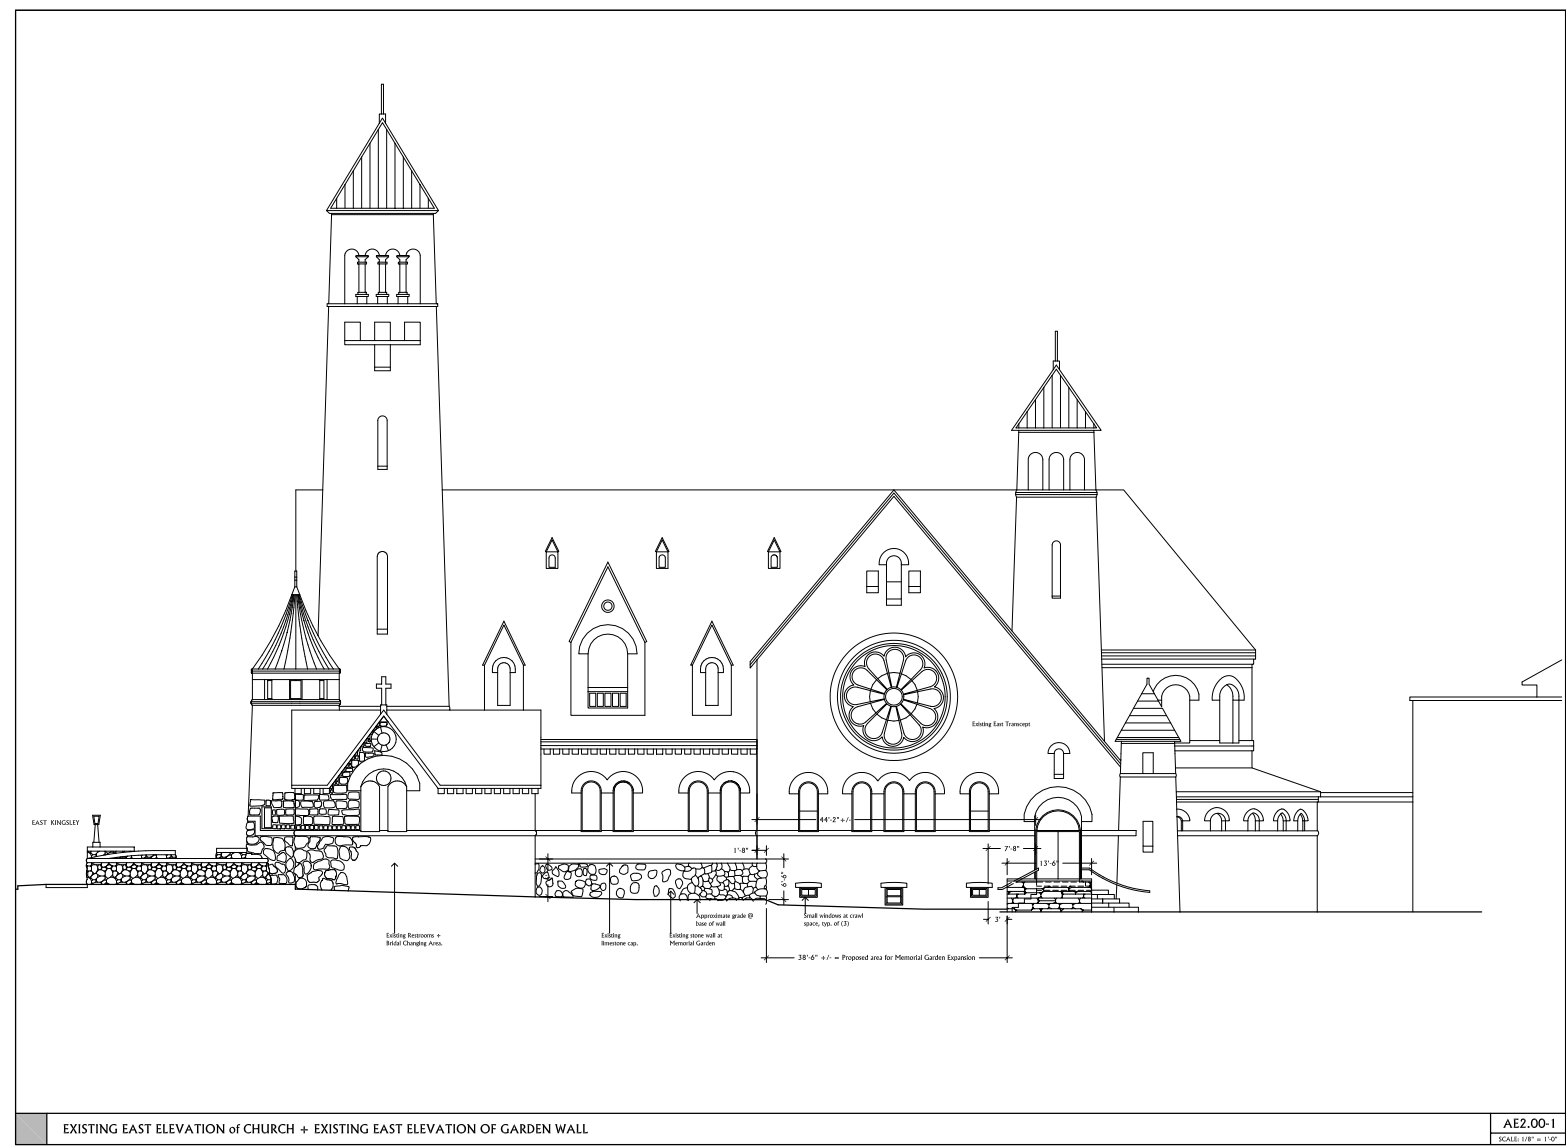 Existing East Transcept
EAST KINGSLEY
44'-2"+/-
1'-8"
7'-8"
13'-6"
6'-6"
Approximate grade @
base of wall
Small windows at crawl
space, typ. of (3)
3'
Existing Restrooms +
Bridal Changing Area.
Existing
limestone cap.
Existing stone wall at
Memorial Garden
38'-6" +/- = Proposed area for Memorial Garden Expansion
EXISTING EAST ELEVATION of CHURCH + EXISTING EAST ELEVATION OF GARDEN WALL
AE2.00-1
SCALE: 1/8" = 1'-0"